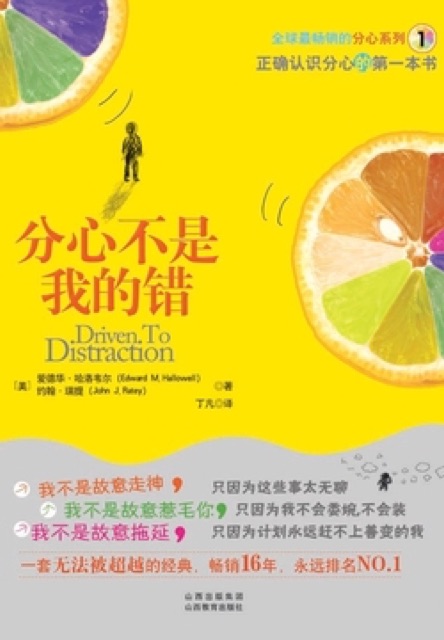 全球最畅销的分心系列 1
正确认识分心的第一本书
分心不是
我的错
Driven To
Distraction
[美] 爱德华·哈洛韦尔（Edward M. Hallowell） 著
约翰·瑞提（John J. Ratey）
丁凡◎译
我不是故意走神， 只因为这些事太无聊
我不是故意惹毛你， 只因为我不会委婉，不会装
我不是故意拖延， 只因为计划永远赶不上善变的我
一套无法被超越的经典，畅销16年，永远排名NO.1
山西出版集团
山西教育出版社